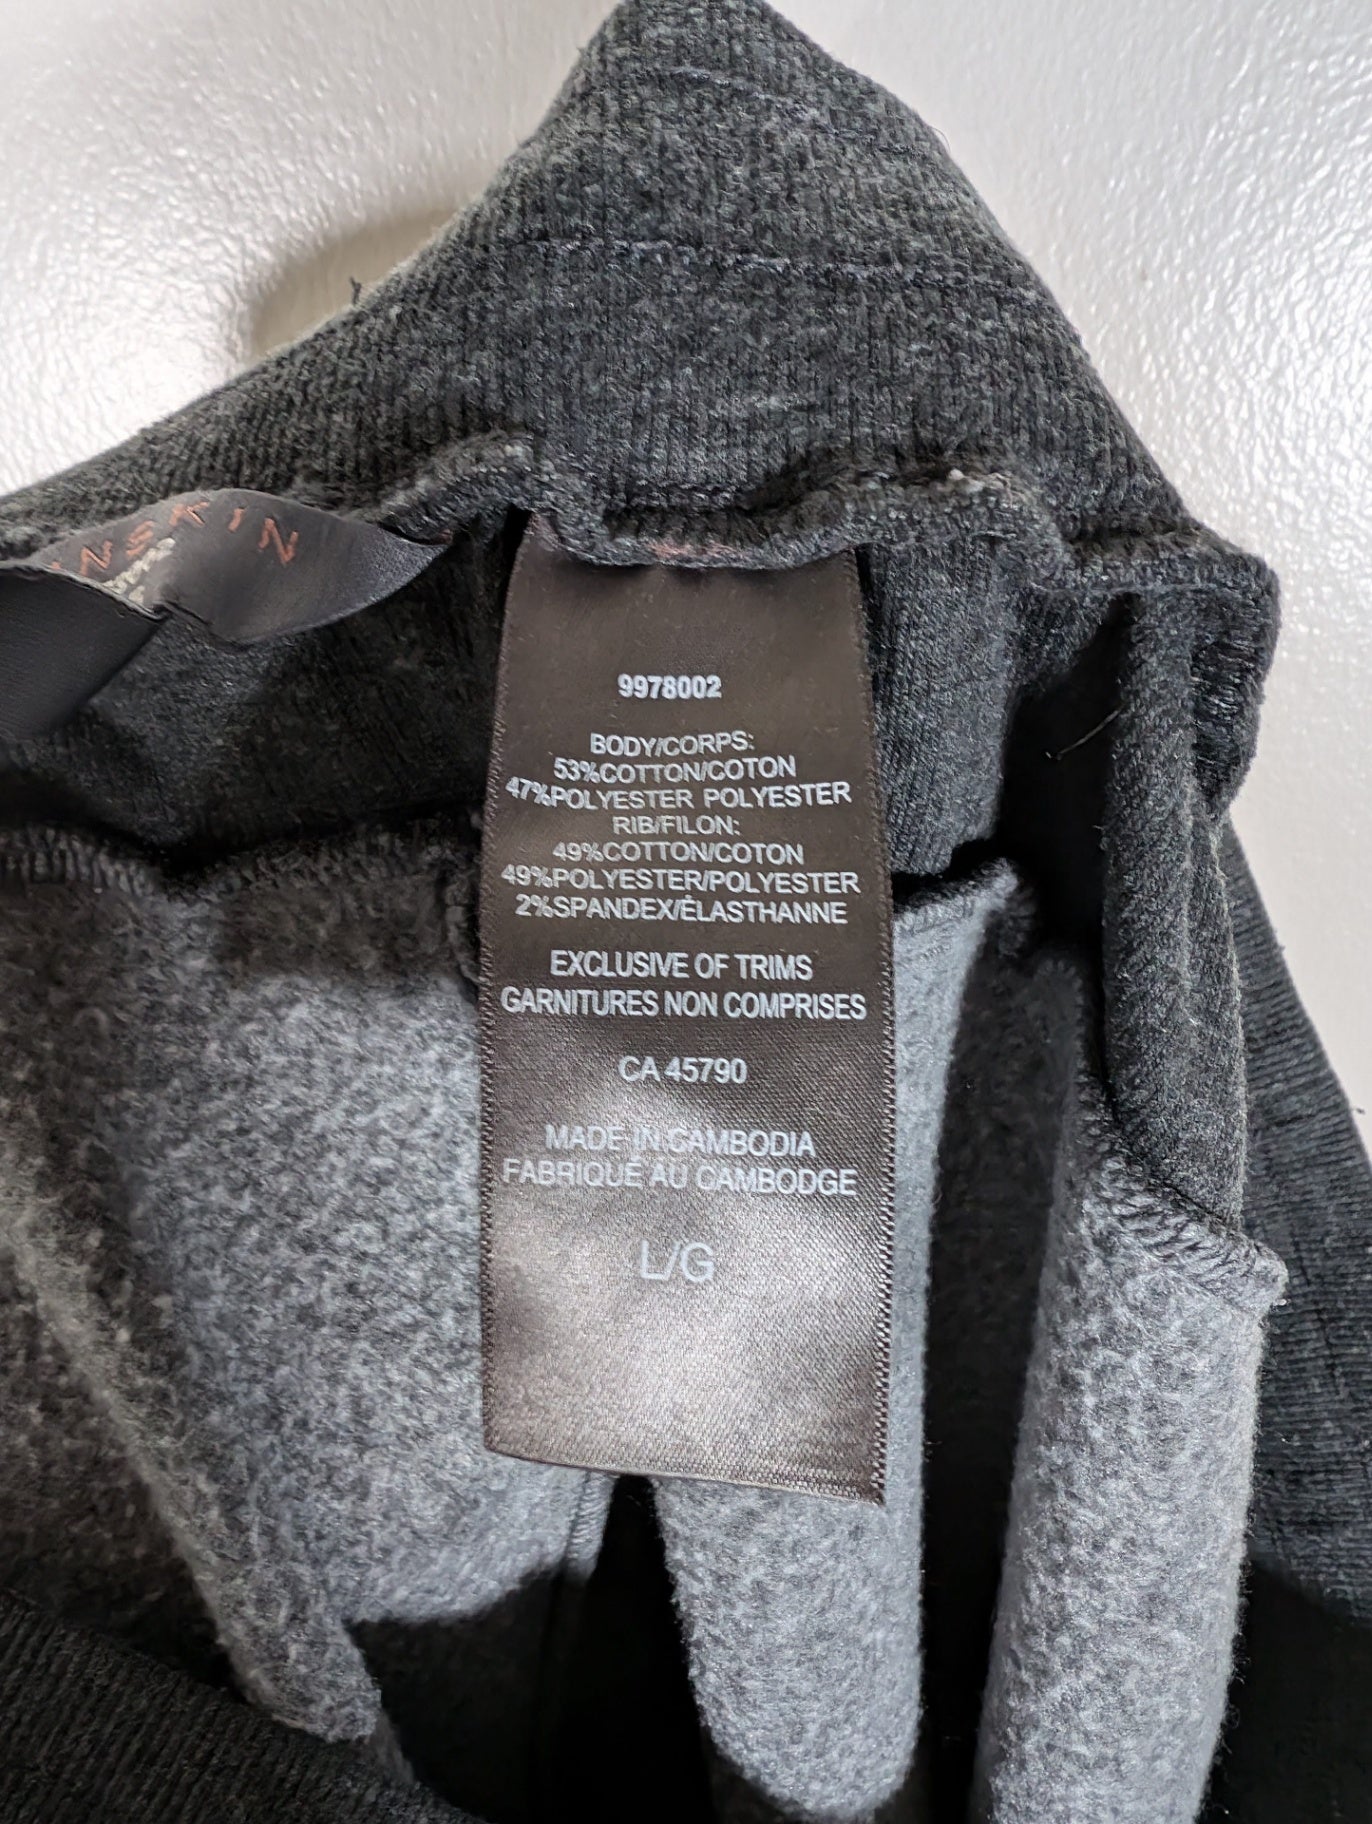 NSKIN
9978002
BODY/CORPS:
53%COTTON/COTON
47%POLYESTER POLYESTER
RIB/FILON:
49%COTTON/COTON
49%POLYESTER/POLYESTER
2%SPANDEX/ÉLASTHANNE
EXCLUSIVE OF TRIMS
GARNITURES NON COMPRISES
CA 45790
MADE IN CAMBODIA
FABRIQUÉ AU CAMBODGE
L/G